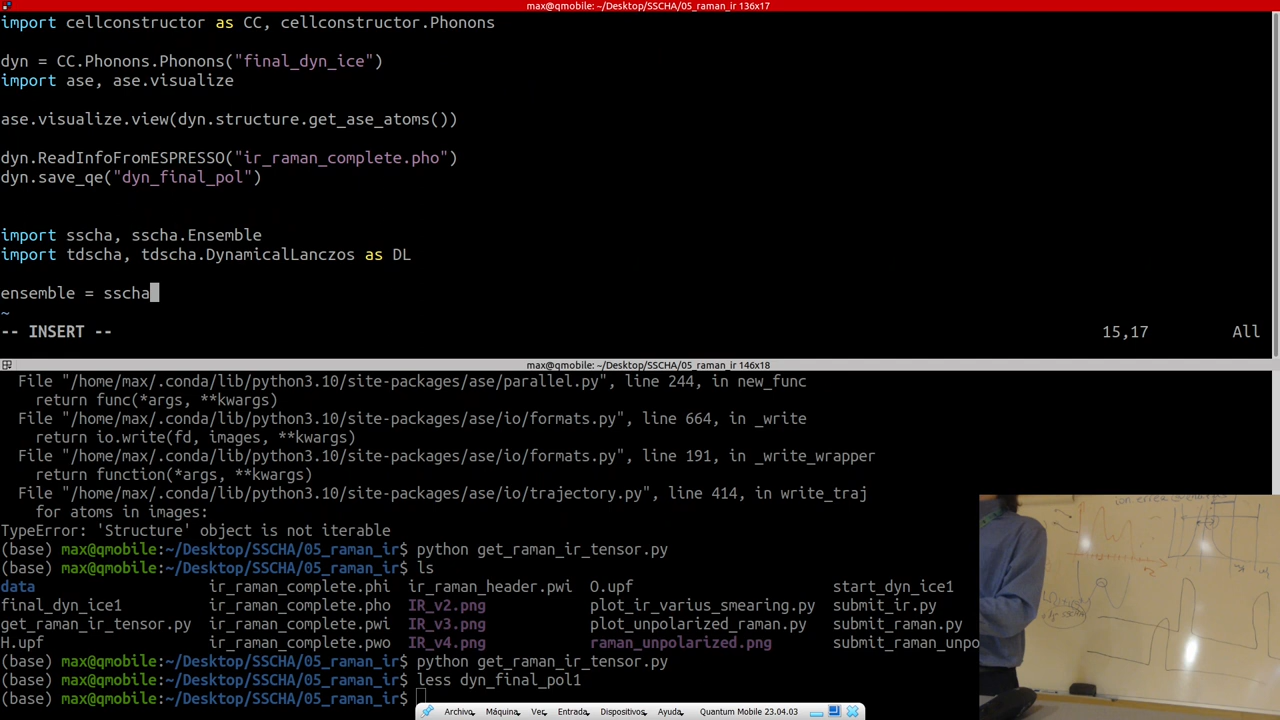 max@qmobile: ~/Desktop/SSCHA/05_raman_ir 136x17
import cellconstructor as CC, cellconstructor.Phonons
dyn = CC.Phonons.Phonons("final_dyn_ice")
import ase, ase.visualize
ase.visualize.view(dyn.structure.get_ase_atoms())
dyn.ReadInfoFromESPRESSO("ir_raman_complete.pho")
dyn.save_qe("dyn_final_pol")
import sscha, sscha.Ensemble
import tdscha, tdscha.DynamicalLanczos as DL
ensemble = sscha
~
-- INSERT -- 15,17 All
max@qmobile: ~/Desktop/SSCHA/05_raman_ir 146x18
File "/home/max/.conda/lib/python3.10/site-packages/ase/parallel.py", line 244, in new_func
return func(*args, **kwargs)
File "/home/max/.conda/lib/python3.10/site-packages/ase/io/formats.py", line 664, in _write
return io.write(fd, images, **kwargs)
File "/home/max/.conda/lib/python3.10/site-packages/ase/io/formats.py", line 191, in _write_wrapper
return function(*args, **kwargs)
File "/home/max/.conda/lib/python3.10/site-packages/ase/io/trajectory.py", line 414, in write_traj
for atoms in images:
TypeError: 'Structure' object is not iterable
(base) max@qmobile:~/Desktop/SSCHA/05_raman_ir$ python get_raman_ir_tensor.py
(base) max@qmobile:~/Desktop/SSCHA/05_raman_ir$ ls
data ir_raman_complete.phi ir_raman_header.pwi O.upf start_dyn_ice1
final_dyn_ice1 ir_raman_complete.pho IR_v2.png plot_ir_varius_smearing.py submit_ir.py
get_raman_ir_tensor.py ir_raman_complete.pwi IR_v3.png plot_unpolarized_raman.py submit_raman.py
H.upf ir_raman_complete.pwo IR_v4.png raman_unpolarized.png submit_raman_unpo
(base) max@qmobile:~/Desktop/SSCHA/05_raman_ir$ python get_raman_ir_tensor.py
(base) max@qmobile:~/Desktop/SSCHA/05_raman_ir$ less dyn_final_pol1
(base) max@qmobile:~/Desktop/SSCHA/05_raman_ir$
Archivo Máquina Ver Entrada Dispositivos Ayuda Quantum Mobile 23.04.03